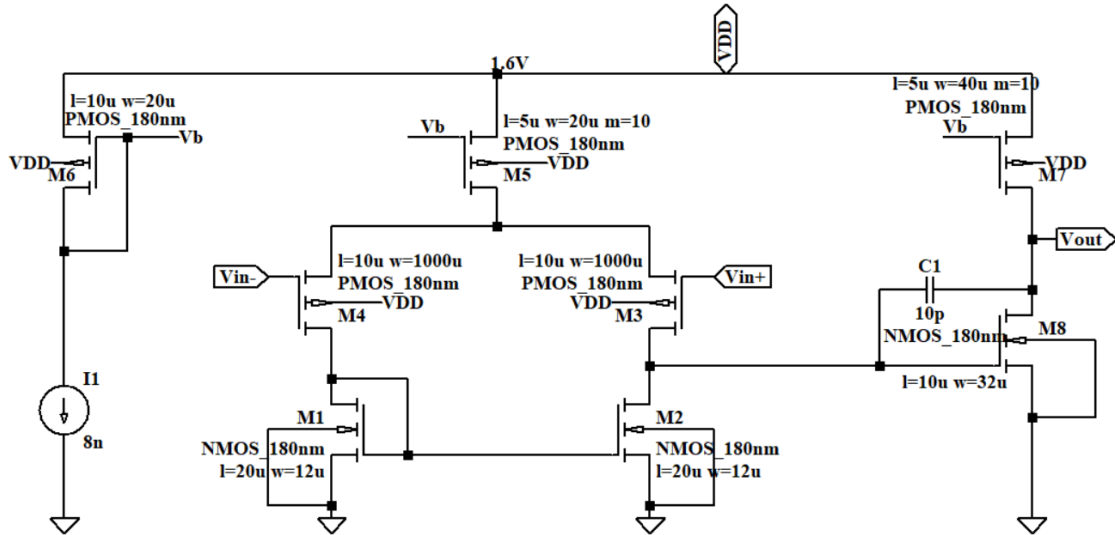 VDD
1.6V
l=10u w=20u
PMOS_180nm
Vb
VDD
M6
Vb
l=5u w=20u m=10
PMOS_180nm
VDD
M5
l=5u w=40u m=10
PMOS_180nm
Vb
VDD
M7
Vin-
l=10u w=1000u
PMOS_180nm
VDD
M4
l=10u w=1000u
PMOS_180nm
VDD
M3
Vin+
Vout
C1
10p
NMOS_180nm
M8
l=10u w=32u
I1
8n
M1
NMOS_180nm
l=20u w=12u
M2
NMOS_180nm
l=20u w=12u